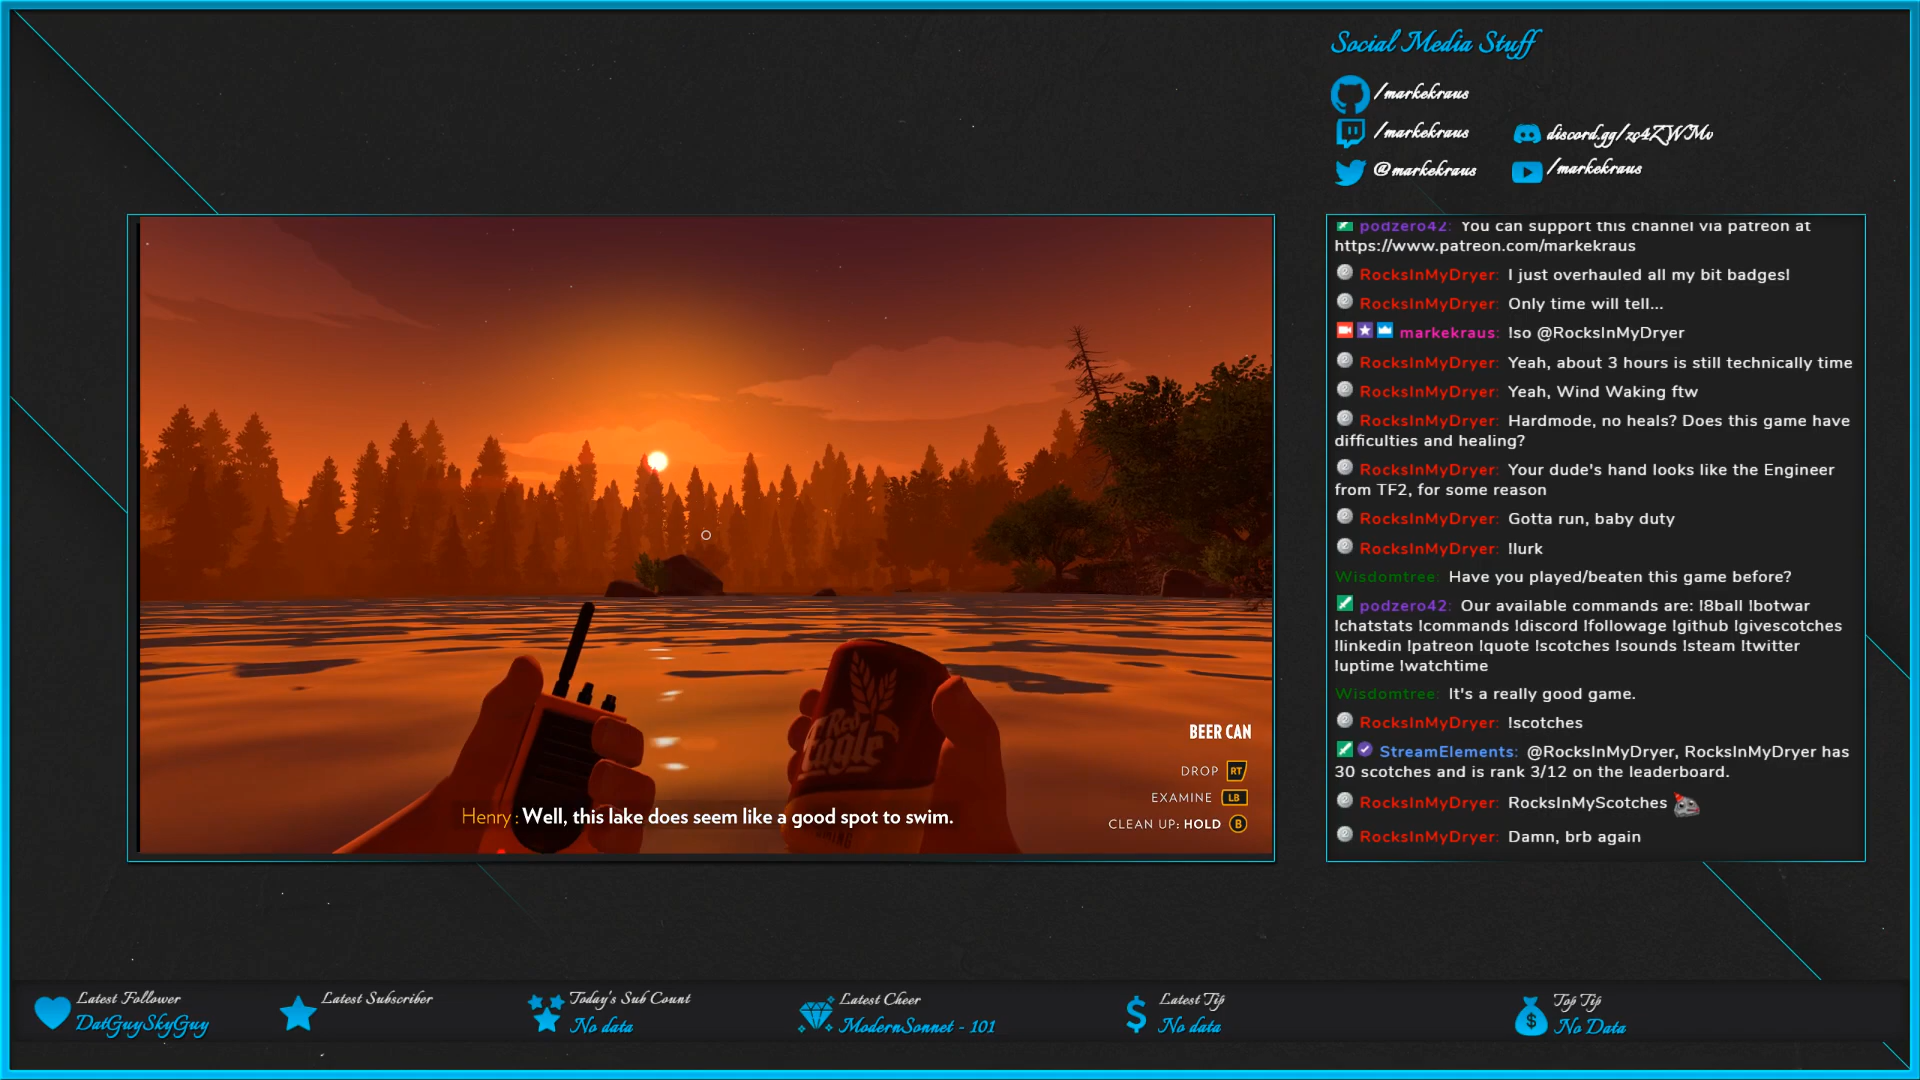 Social Media Stuff
/markekraus
/markekraus
discord.gg/zc4ZWMv
@markekraus
/markekraus
podzero42: You can support this channel via patreon at
https://www.patreon.com/markekraus
RocksInMyDryer: I just overhauled all my bit badges!
RocksInMyDryer: Only time will tell...
markekraus: !so @RocksInMyDryer
RocksInMyDryer: Yeah, about 3 hours is still technically time
RocksInMyDryer: Yeah, Wind Waking ftw
RocksInMyDryer: Hardmode, no heals? Does this game have
difficulties and healing?
RocksInMyDryer: Your dude's hand looks like the Engineer
from TF2, for some reason
RocksInMyDryer: Gotta run, baby duty
RocksInMyDryer: !lurk
Wisdomtree: Have you played/beaten this game before?
podzero42: Our available commands are: !8ball !botwar
!chatstats !commands !discord !followage !github !givescotches
!linkedin !patreon !quote !scotches !sounds !steam !twitter
!uptime !watchtime
Wisdomtree: It's a really good game.
RocksInMyDryer: !scotches
StreamElements: @RocksInMyDryer, RocksInMyDryer has
30 scotches and is rank 3/12 on the leaderboard.
RocksInMyDryer: RocksInMyScotches
RocksInMyDryer: Damn, brb again
Red
Eagle
BEER CAN
DROP RT
EXAMINE LB
CLEAN UP: HOLD B
Henry: Well, this lake does seem like a good spot to swim.
Latest Follower
DatGuySkyGuy
Latest Subscriber
Today's Sub Count
No data
Latest Cheer
ModernSonnet - 101
Latest Tip
No data
Top Tip
No Data